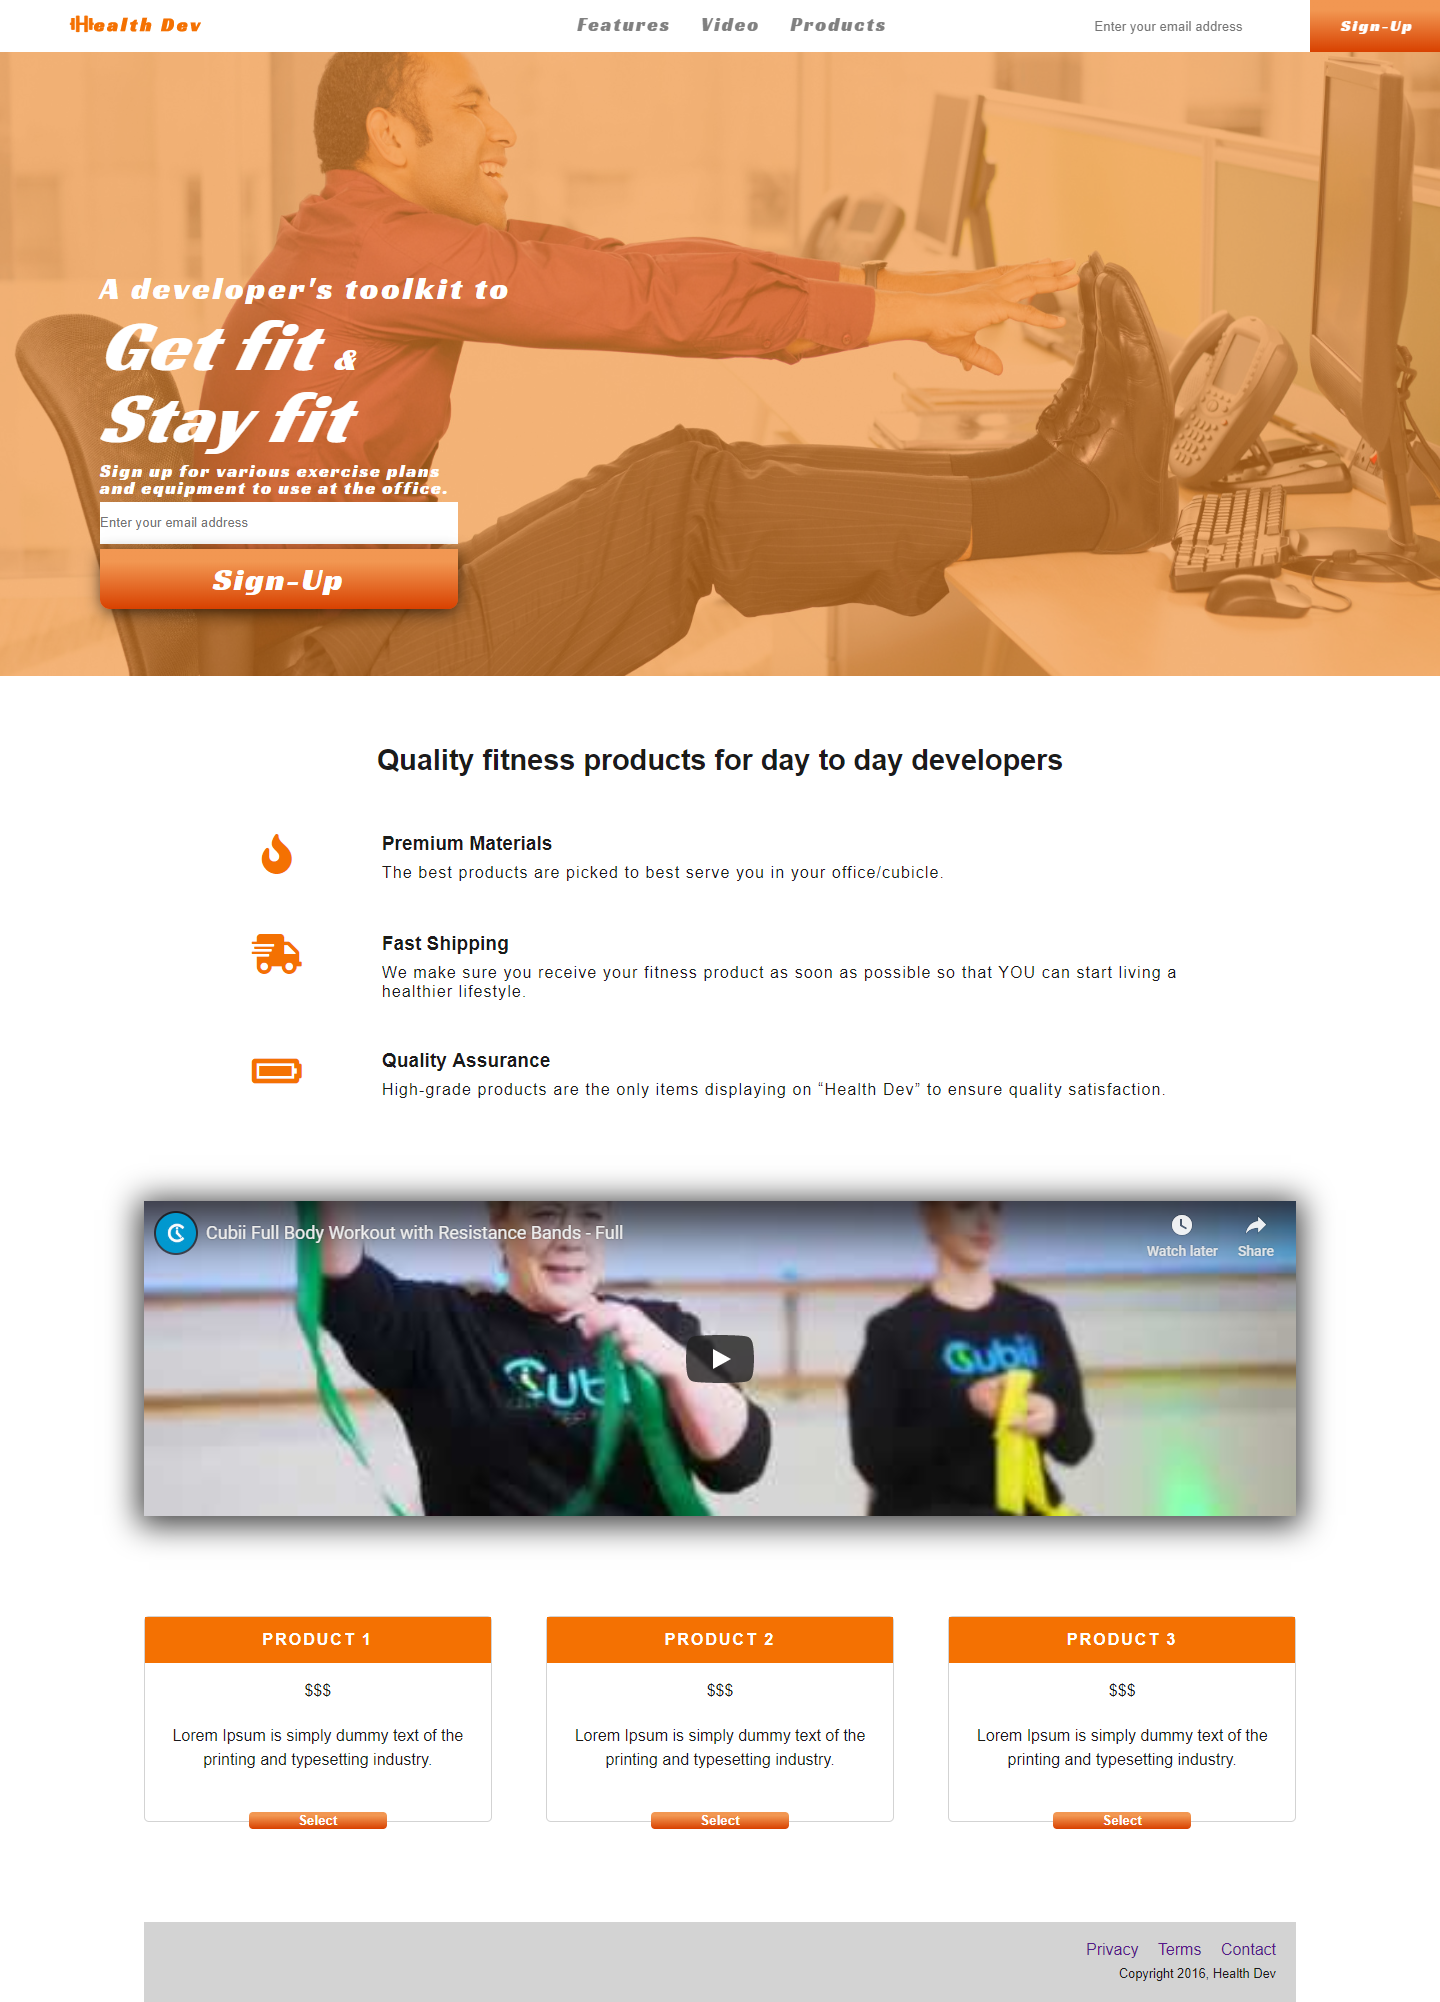 Health Dev
Features Video Products
Enter your email address
Sign-Up
A developer's toolkit to
Get fit &
Stay fit
Sign up for various exercise plans
and equipment to use at the office.
Enter your email address
Sign-Up
Quality fitness products for day to day developers
Premium Materials
The best products are picked to best serve you in your office/cubicle.
Fast Shipping
We make sure you receive your fitness product as soon as possible so that YOU can start living a
healthier lifestyle.
Quality Assurance
High-grade products are the only items displaying on “Health Dev” to ensure quality satisfaction.
Cubii Full Body Workout with Resistance Bands - Full
Watch later
Share
Cubii
Cubii
PRODUCT 1
$$$
Lorem Ipsum is simply dummy text of the
printing and typesetting industry.
Select
PRODUCT 2
$$$
Lorem Ipsum is simply dummy text of the
printing and typesetting industry.
Select
PRODUCT 3
$$$
Lorem Ipsum is simply dummy text of the
printing and typesetting industry.
Select
Privacy Terms Contact
Copyright 2016, Health Dev